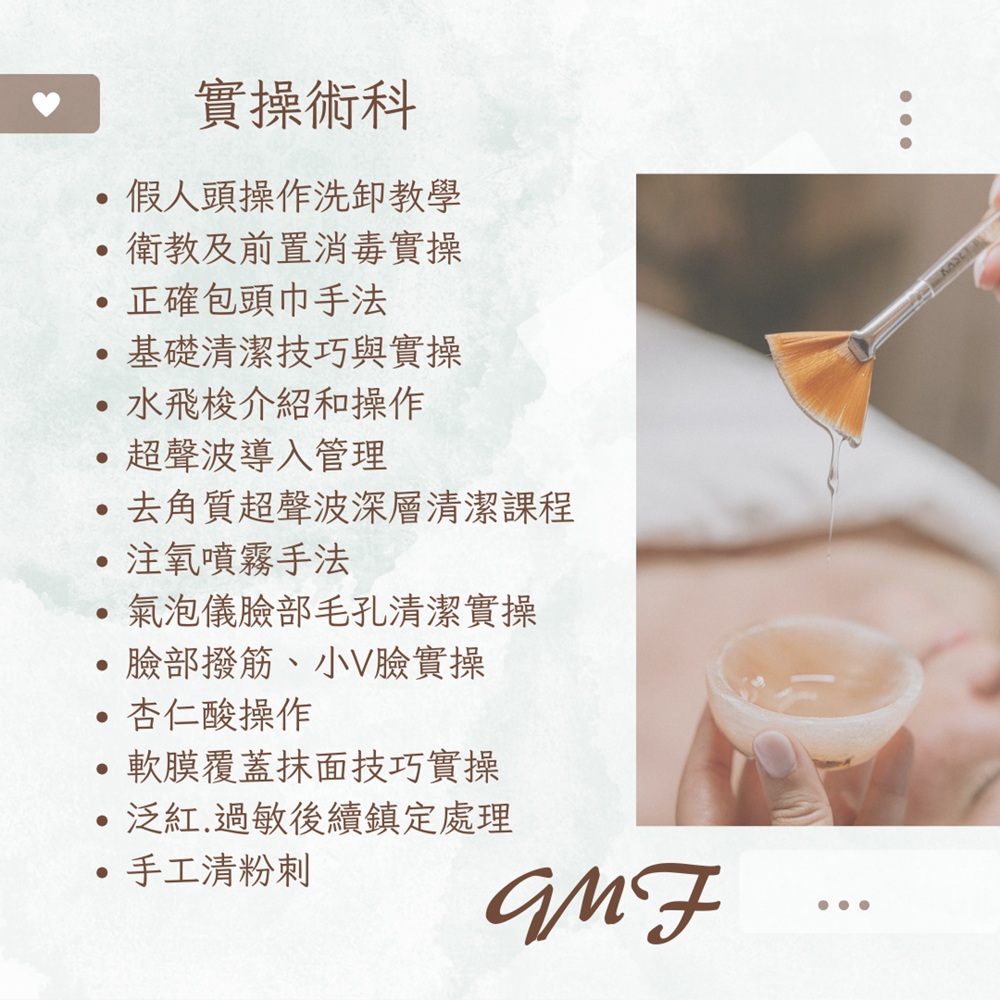 實操術科
假人頭操作洗卸教學
衛教及前置消毒實操
正確包頭巾手法
基礎清潔技巧與實操
水飛梭介紹和操作
超聲波導入管理
去角質超聲波深層清潔課程
注氧噴霧手法
氣泡儀臉部毛孔清潔實操
臉部撥筋、小V臉實操
杏仁酸操作
軟膜覆蓋抹面技巧實操
泛紅.過敏後續鎮定處理
手工清粉刺
GMF